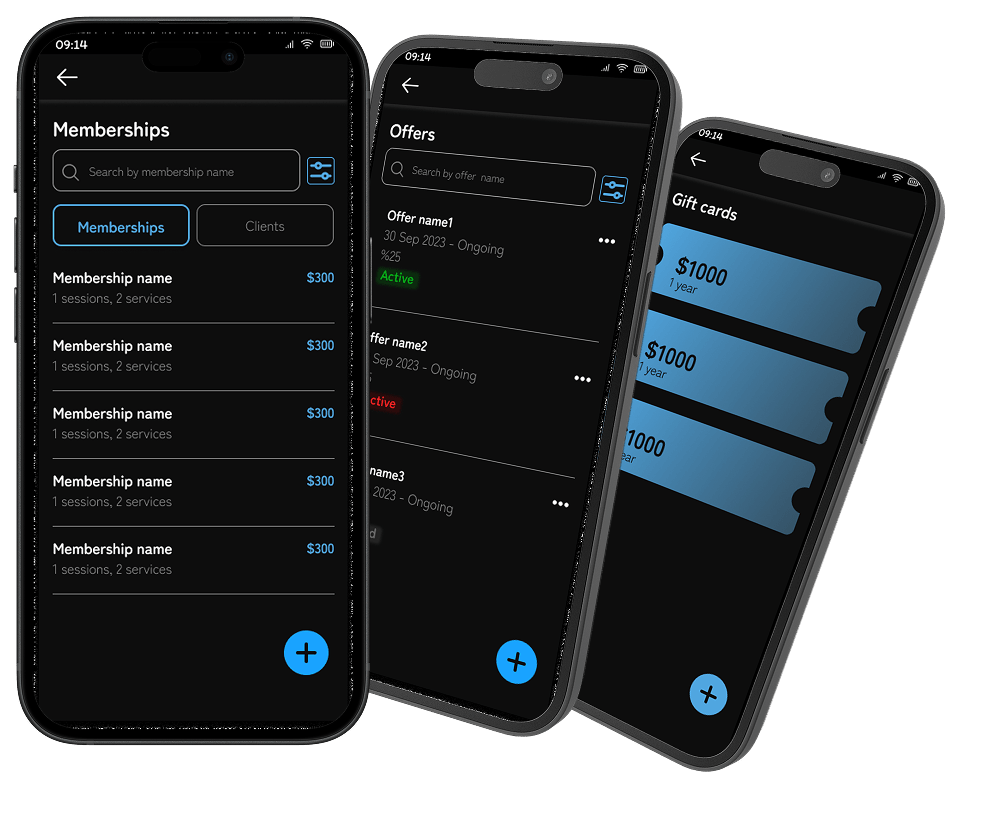 09:14
Memberships
Search by membership name
Memberships
Clients
Membership name
$300
1 sessions, 2 services
Membership name
$300
1 sessions, 2 services
Membership name
$300
1 sessions, 2 services
Membership name
$300
1 sessions, 2 services
Membership name
$300
1 sessions, 2 services
09:14
Offers
Search by offer name
Offer name1
30 Sep 2023 - Ongoing
%25
Active
ffer name2
Sep 2023 - Ongoing
5
ctive
name3
2023 - Ongoing
d
09:14
Gift cards
$1000
1 year
$1000
1 year
$1000
ear